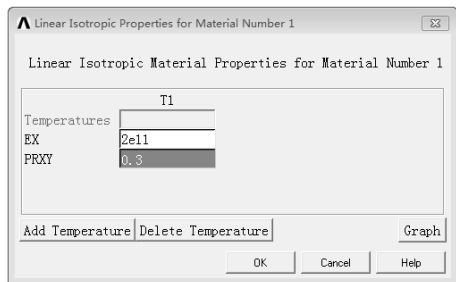 Linear Isotropic Properties for Material Number 1
Linear Isotropic Material Properties for Material Number 1
T1
Temperatures
EX 2e11
PRXY 0.3
Add Temperature Delete Temperature Graph
OK Cancel Help